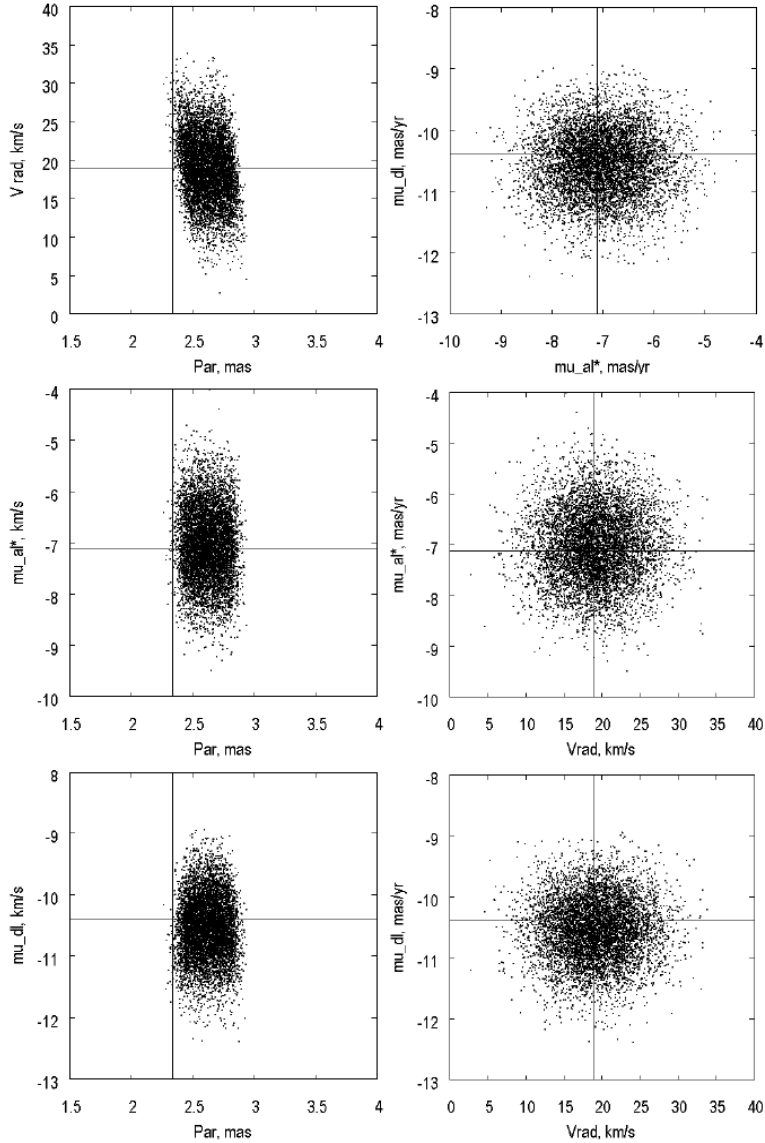 40
35
30
25
20
15
10
5
0
V rad, km/s
1.5 2 2.5 3 3.5 4
Par, mas
-8
-9
-10
-11
-12
-13
mu_dl, mas/yr
-10 -9 -8 -7 -6 -5 -4
mu_al*, mas/yr
-4
-5
-6
-7
-8
-9
-10
mu_al*, km/s
1.5 2 2.5 3 3.5 4
Par, mas
-4
-5
-6
-7
-8
-9
-10
mu_al*, mas/yr
0 5 10 15 20 25 30 35 40
Vrad, km/s
8
-9
-10
-11
-12
-13
mu_dl, km/s
1.5 2 2.5 3 3.5 4
Par, mas
-8
-9
-10
-11
-12
-13
mu_dl, mas/yr
0 5 10 15 20 25 30 35 40
Vrad, km/s